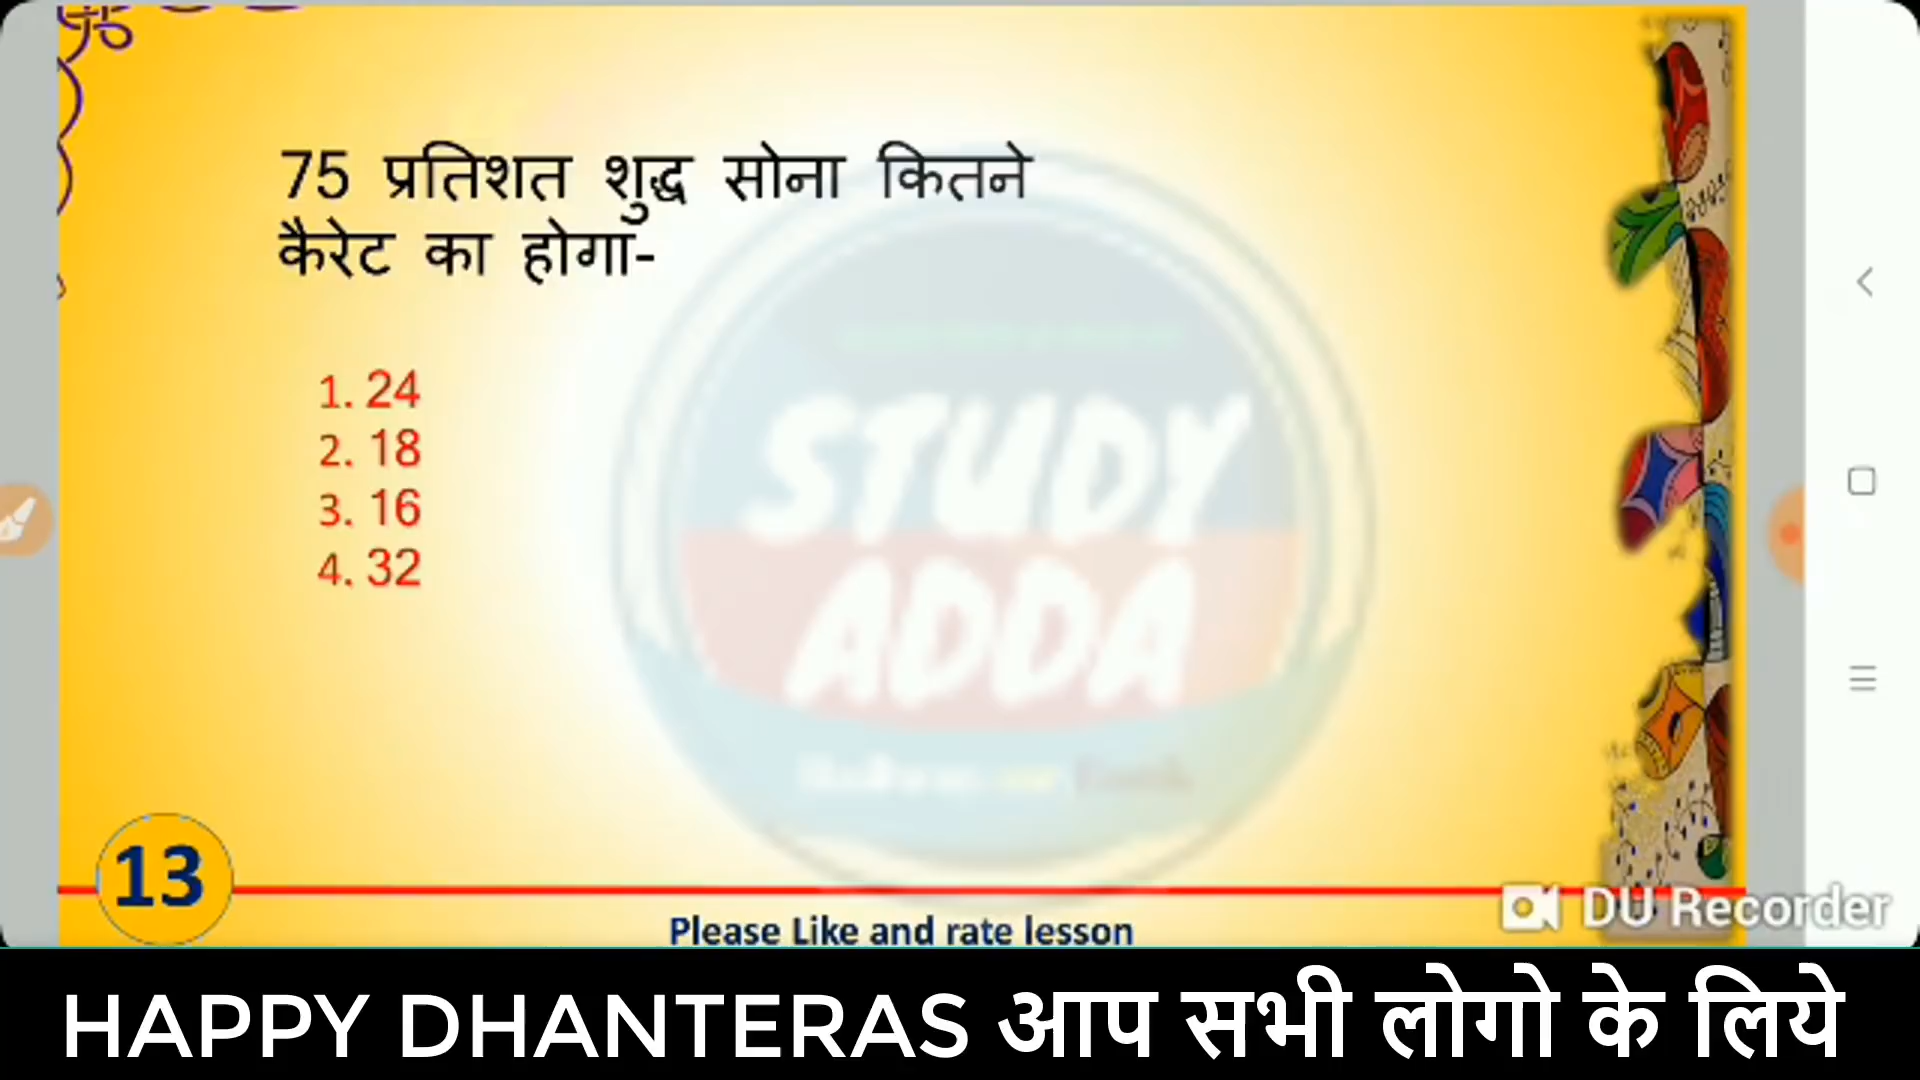 75 प्रतिशत शुद्ध सोना कितने
कैरेट का होगा-
1. 24
2. 18
3. 16
4. 32
STUDY
ADDA
13
Please Like and rate lesson
DU Recorder
HAPPY DHANTERAS आप सभी लोगो के लिये